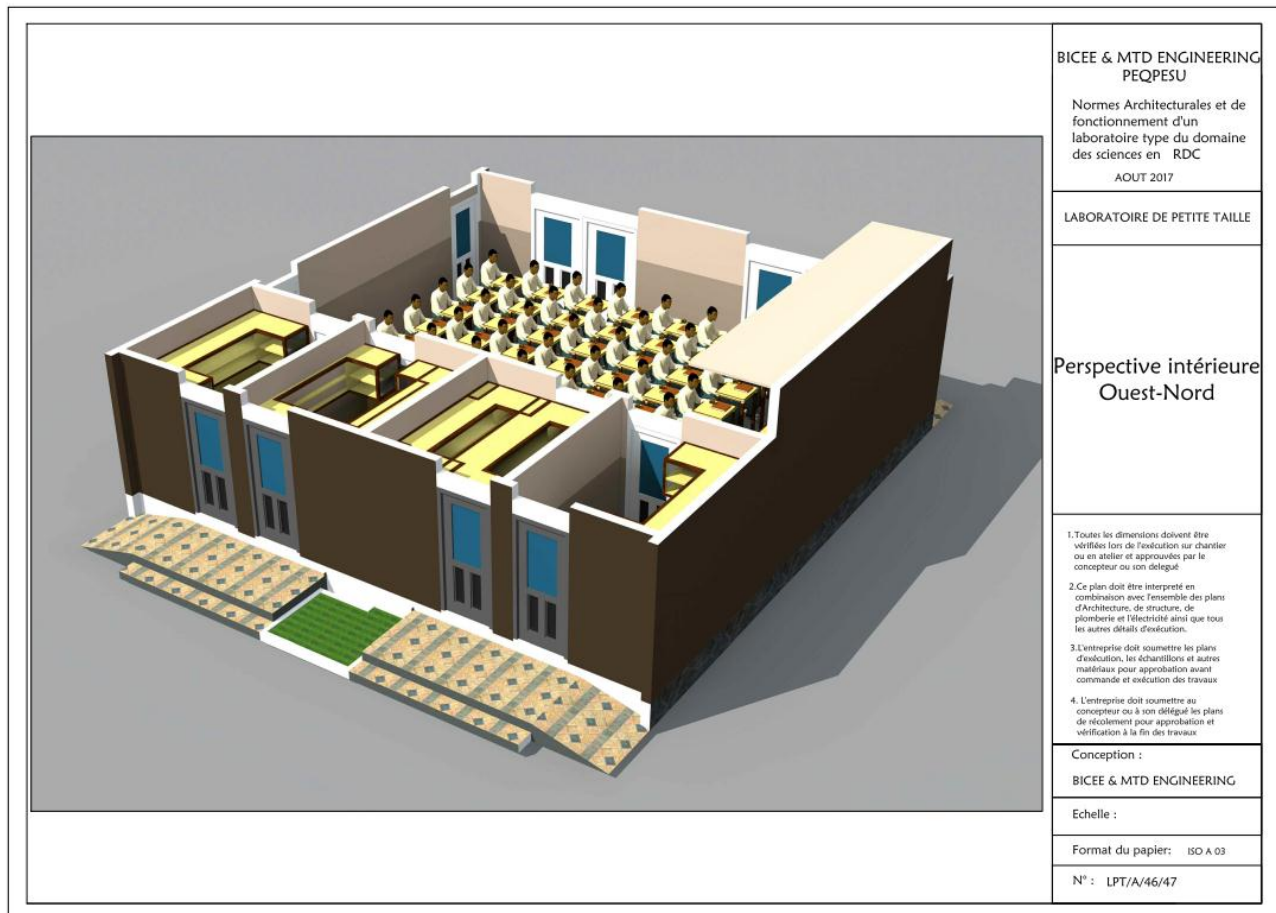 BICEE & MTD ENGINEERING
PEQPESU
Normes Architecturales et de
fonctionnement d'un
laboratoire type du domaine
des sciences en RDC
AOUT 2017
LABORATOIRE DE PETITE TAILLE
Perspective intérieure
Ouest-Nord
1.Toutes les dimensions doivent être
vérifiées lors de l'exécution sur chantier
ou en atelier et approuvées par le
concepteur ou son delegué
2.Ce plan doit être interpreté en
combinaison avec l'ensemble des plans
d'Architecture, de structure, de
plomberie et l'électricité ainsi que tous
les autres détails d'exécution.
3.L'entreprise doit soumettre les plans
d'exécution, les échantillons et autres
matériaux pour approbation avant
commande et exécution des travaux
4. L'entreprise doit soumettre au
concepteur ou à son délégué les plans
de récolement pour approbation et
vérification à la fin des travaux
Conception :
BICEE & MTD ENGINEERING
Echelle :
Format du papier: ISO A 03
N° : LPT/A/46/47